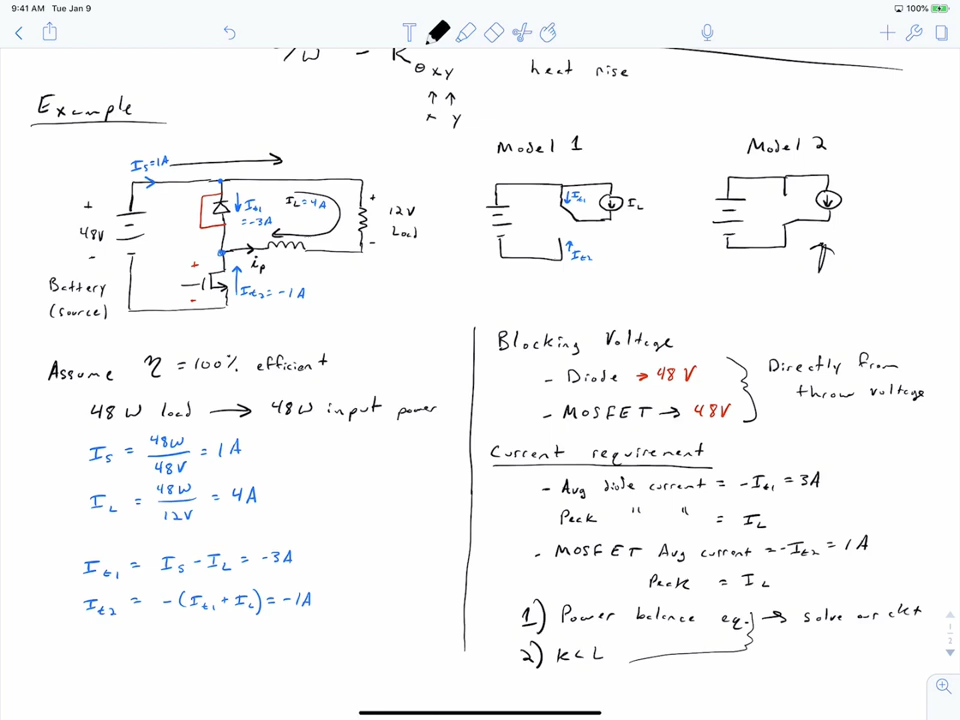 9:41 AM Tue Jan 9
100%
T
°/W - Rθxy
heat rise
x y
Example
Is=1A
+
48V
-
Battery
(source)
It1
= -3A
IL=4A
+
12V
Load
-
ip
+
-
It2 = -1A
Model 1
It1
IL
It2
Model 2
Assume η = 100% efficient
48W load → 48W input power
Is = 48W/48V = 1A
IL = 48W/12V = 4A
It1 = Is - IL = -3A
It2 = -(It1 + IL) = -1A
Blocking Voltage
- Diode → 48V
- MOSFET → 48V
Directly from
throw voltage
Current requirement
- Avg diode current = -It1 = 3A
Peak " " = IL
- MOSFET Avg current = -It2 = 1A
Peak = IL
1) Power balance eq. → solve our ckt
2) KCL
1
2